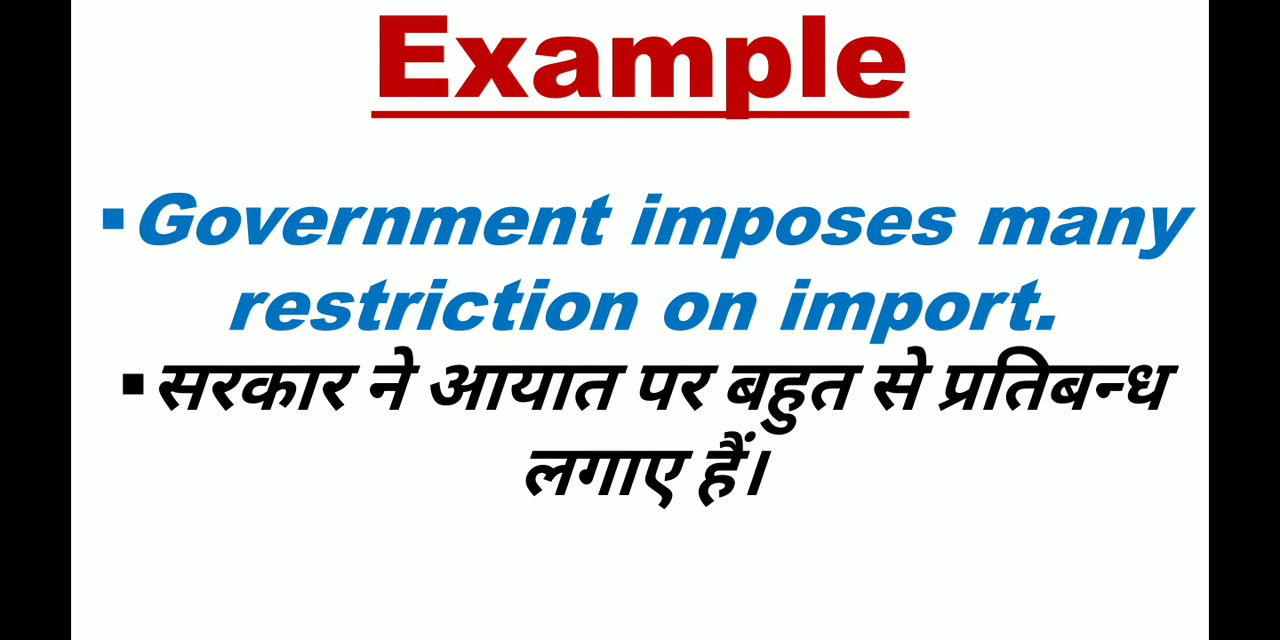 Example
▪Government imposes many
restriction on import.
▪सरकार ने आयात पर बहुत से प्रतिबन्ध
लगाए हैं।